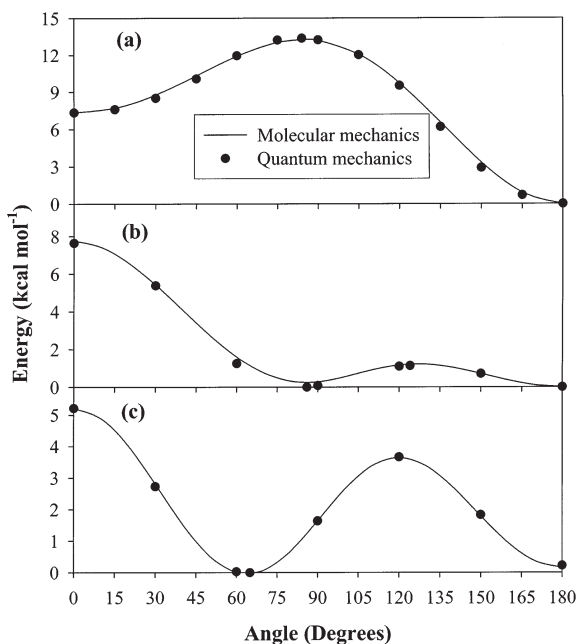 (a)
15
12
9
6
3
0
Molecular mechanics
Quantum mechanics
(b)
8
6
4
2
0
Energy (kcal mol⁻¹)
(c)
5
4
3
2
1
0
0 15 30 45 60 75 90 105 120 135 150 165 180
Angle (Degrees)